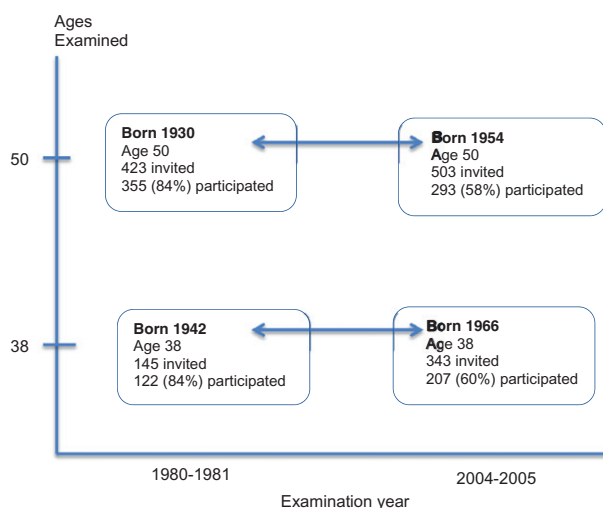 Ages
Examined
50
Born 1930
Age 50
423 invited
355 (84%) participated
Born 1954
Age 50
503 invited
293 (58%) participated
38
Born 1942
Age 38
145 invited
122 (84%) participated
Born 1966
Age 38
343 invited
207 (60%) participated
1980-1981
2004-2005
Examination year